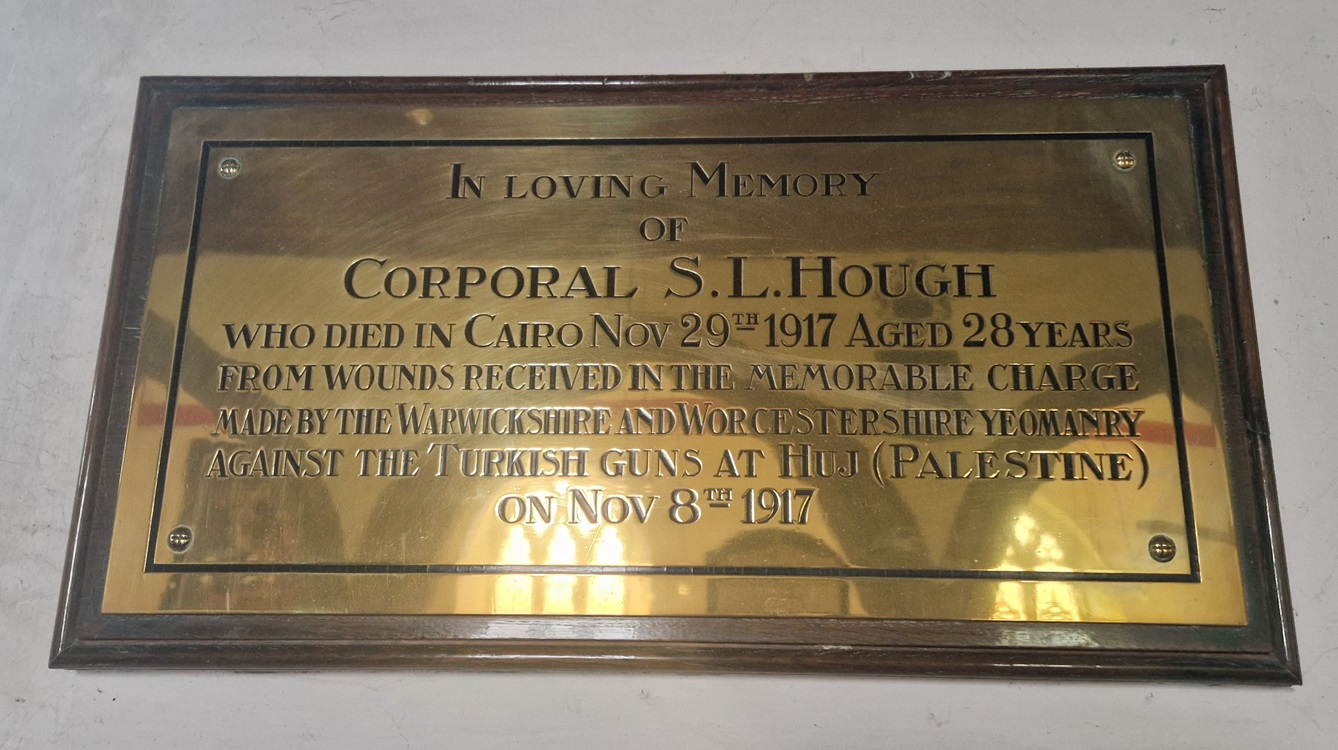 In loving Memory
of
Corporal S.L.Hough
who died in Cairo Nov 29TH 1917 Aged 28 years
from wounds received in the memorable charge
made by the Warwickshire and Worcestershire yeomanry
against the Turkish guns at Huj (Palestine)
on Nov 8TH 1917